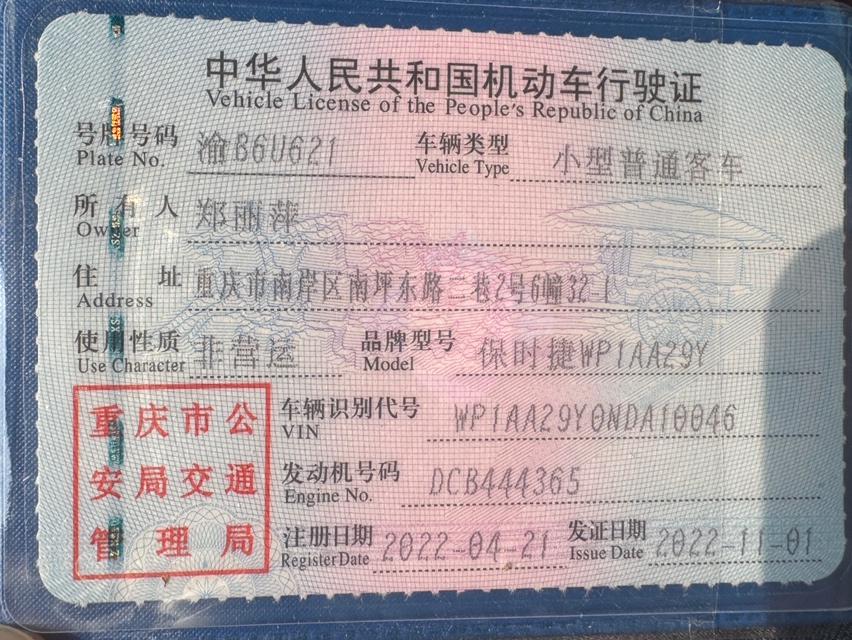 中华人民共和国机动车行驶证
Vehicle License of the People's Republic of China
号牌号码 渝B6U621 车辆类型 小型普通客车
Plate No. Vehicle Type
所有人 郑丽萍
Owner
住址 重庆市南岸区南坪东路二巷2号6幢32-1
Address
使用性质 非营运 品牌型号 保时捷WP1AA29Y
Use Character Model
重庆市公
安局交通
管理局
车辆识别代号 WP1AA29Y0NDA10046
VIN
发动机号码 DCB444365
Engine No.
注册日期 2022-04-21 发证日期 2022-11-01
Register Date Issue Date